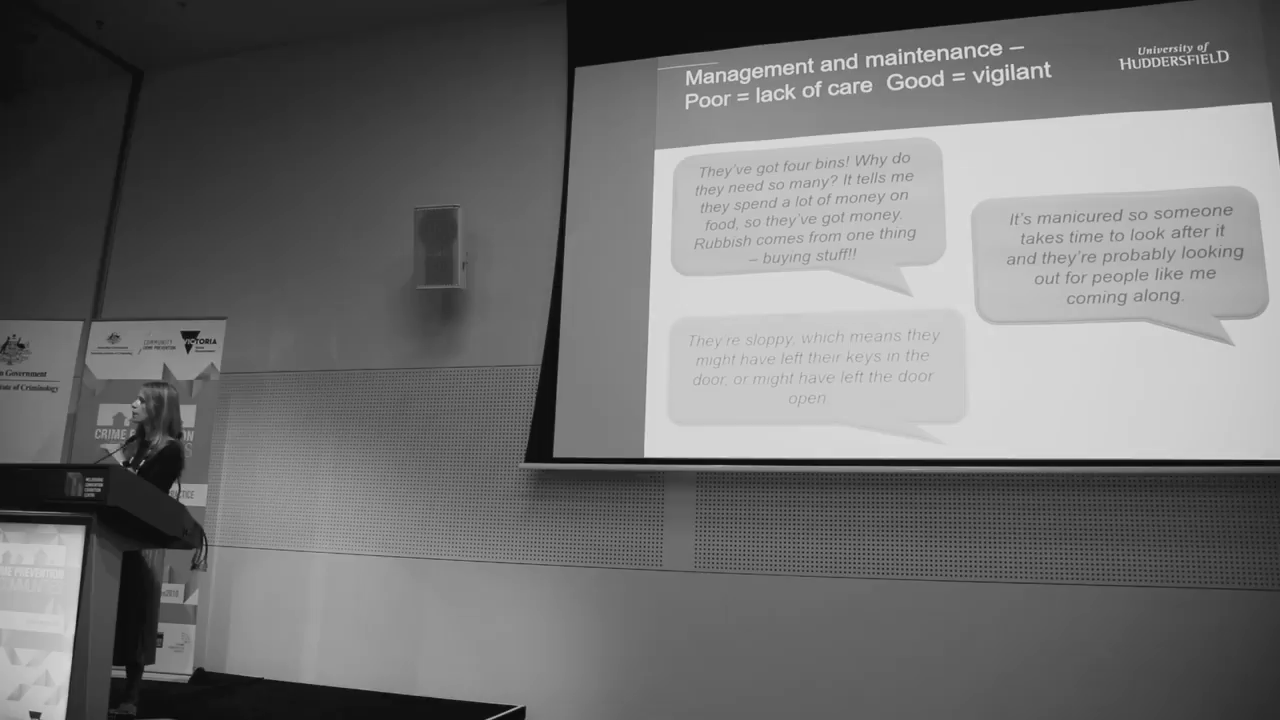 Management and maintenance –
Poor = lack of care  Good = vigilant
University of
HUDDERSFIELD
They've got four bins! Why do
they need so many? It tells me
they spend a lot of money on
food, so they've got money.
Rubbish comes from one thing
– buying stuff!!
It's manicured so someone
takes time to look after it
and they're probably looking
out for people like me
coming along.
They're sloppy, which means they
might have left their keys in the
door, or might have left the door
open.
Government
of Criminology
VICTORIA
CRIME PREVENTION